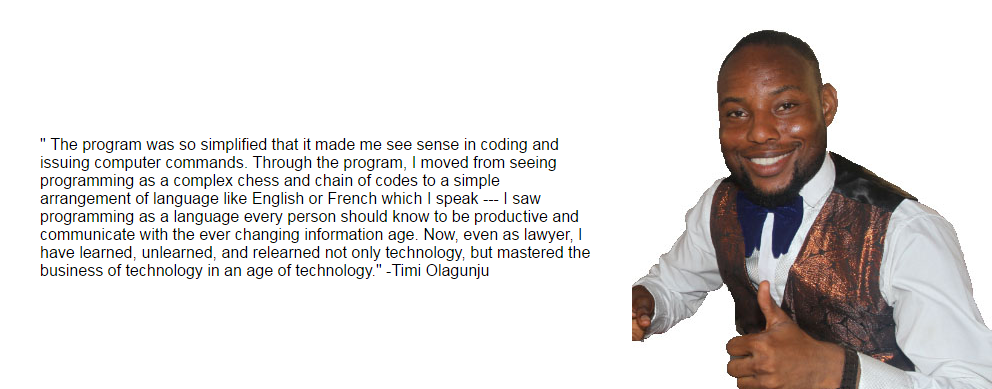 " The program was so simplified that it made me see sense in coding and
issuing computer commands. Through the program, I moved from seeing
programming as a complex chess and chain of codes to a simple
arrangement of language like English or French which I speak --- I saw
programming as a language every person should know to be productive and
communicate with the ever changing information age. Now, even as lawyer, I
have learned, unlearned, and relearned not only technology, but mastered the
business of technology in an age of technology." -Timi Olagunju